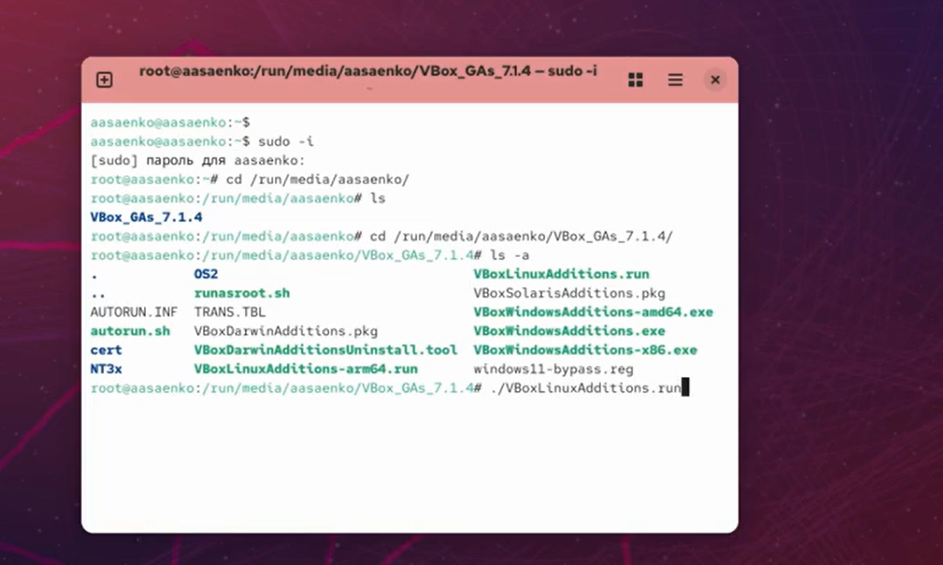 root@aasaenko:/run/media/aasaenko/VBox_GAs_7.1.4 — sudo -i
aasaenko@aasaenko:~$
aasaenko@aasaenko:~$ sudo -i
[sudo] пароль для aasaenko:
root@aasaenko:~# cd /run/media/aasaenko/
root@aasaenko:/run/media/aasaenko# ls
VBox_GAs_7.1.4
root@aasaenko:/run/media/aasaenko# cd /run/media/aasaenko/VBox_GAs_7.1.4/
root@aasaenko:/run/media/aasaenko/VBox_GAs_7.1.4# ls -a
. OS2 VBoxLinuxAdditions.run
.. runasroot.sh VBoxSolarisAdditions.pkg
AUTORUN.INF TRANS.TBL VBoxWindowsAdditions-amd64.exe
autorun.sh VBoxDarwinAdditions.pkg VBoxWindowsAdditions.exe
cert VBoxDarwinAdditionsUninstall.tool VBoxWindowsAdditions-x86.exe
NT3x VBoxLinuxAdditions-arm64.run windows11-bypass.reg
root@aasaenko:/run/media/aasaenko/VBox_GAs_7.1.4# ./VBoxLinuxAdditions.run